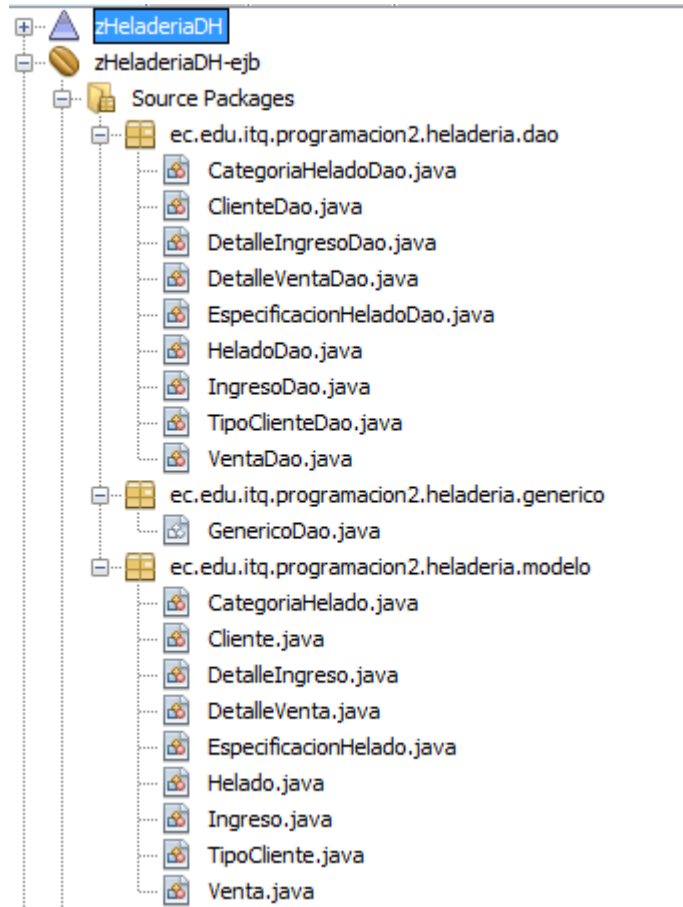 zHeladeriaDH
zHeladeriaDH-ejb
Source Packages
ec.edu.itq.programacion2.heladeria.dao
CategoriaHeladoDao.java
ClienteDao.java
DetalleIngresoDao.java
DetalleVentaDao.java
EspecificacionHeladoDao.java
HeladoDao.java
IngresoDao.java
TipoClienteDao.java
VentaDao.java
ec.edu.itq.programacion2.heladeria.generico
GenericoDao.java
ec.edu.itq.programacion2.heladeria.modelo
CategoriaHelado.java
Cliente.java
DetalleIngreso.java
DetalleVenta.java
EspecificacionHelado.java
Helado.java
Ingreso.java
TipoCliente.java
Venta.java